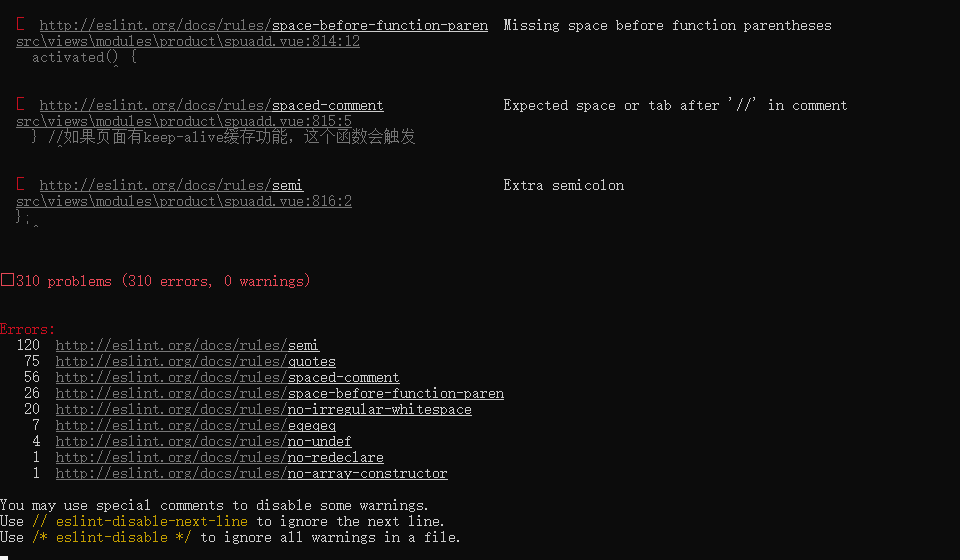 http://eslint.org/docs/rules/space-before-function-paren  Missing space before function parentheses
src\views\modules\product\spuadd.vue:814:12
activated() {
^
http://eslint.org/docs/rules/spaced-comment  Expected space or tab after '//' in comment
src\views\modules\product\spuadd.vue:815:5
} //如果页面有keep-alive缓存功能，这个函数会触发
^
http://eslint.org/docs/rules/semi  Extra semicolon
src\views\modules\product\spuadd.vue:816:2
};
^
310 problems (310 errors, 0 warnings)
Errors:
120  http://eslint.org/docs/rules/semi
75  http://eslint.org/docs/rules/quotes
56  http://eslint.org/docs/rules/spaced-comment
26  http://eslint.org/docs/rules/space-before-function-paren
20  http://eslint.org/docs/rules/no-irregular-whitespace
7  http://eslint.org/docs/rules/eqeqeq
4  http://eslint.org/docs/rules/no-undef
1  http://eslint.org/docs/rules/no-redeclare
1  http://eslint.org/docs/rules/no-array-constructor
You may use special comments to disable some warnings.
Use // eslint-disable-next-line to ignore the next line.
Use /* eslint-disable */ to ignore all warnings in a file.